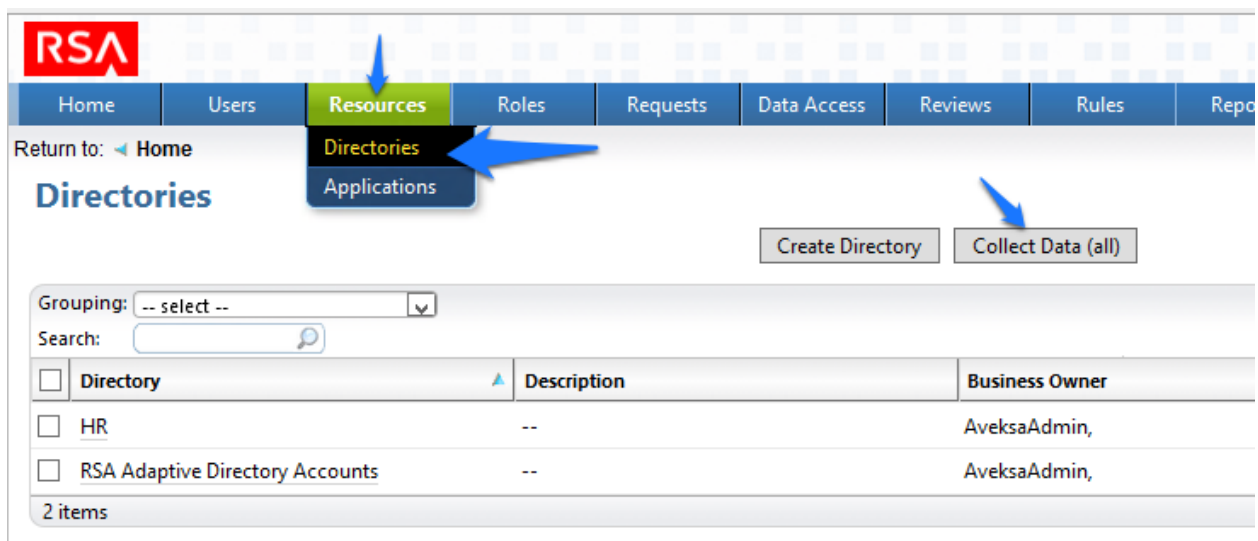 RSA
Home Users Resources Roles Requests Data Access Reviews Rules
Return to: Home
Directories
Applications
Directories
Create Directory Collect Data (all)
Grouping: -- select --
Search:
Directory Description Business Owner
HR -- AveksaAdmin,
RSA Adaptive Directory Accounts -- AveksaAdmin,
2 items